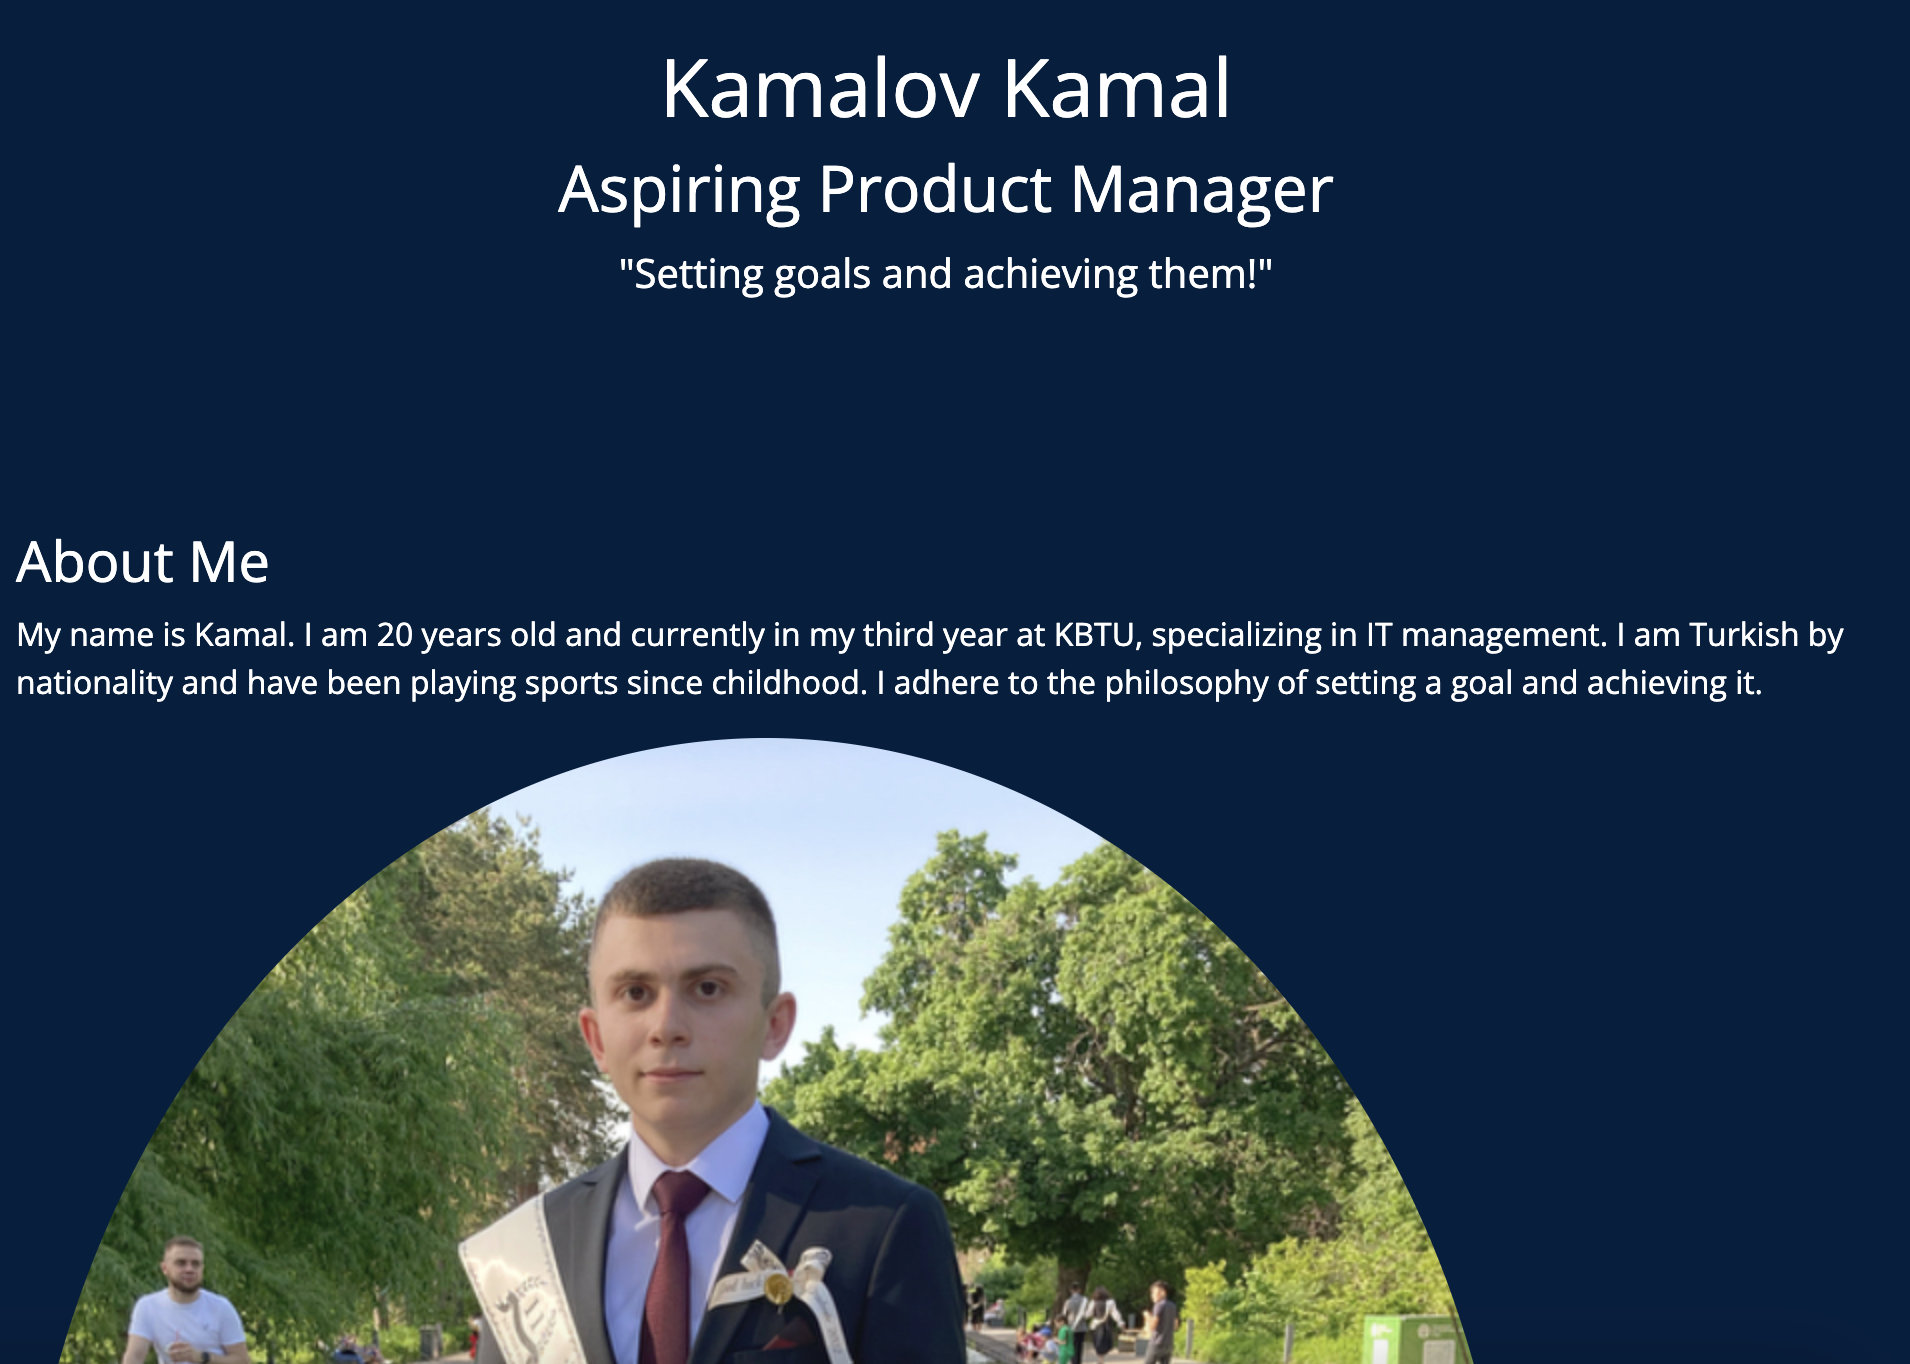 Kamalov Kamal
Aspiring Product Manager
"Setting goals and achieving them!"
About Me
My name is Kamal. I am 20 years old and currently in my third year at KBTU, specializing in IT management. I am Turkish by
nationality and have been playing sports since childhood. I adhere to the philosophy of setting a goal and achieving it.